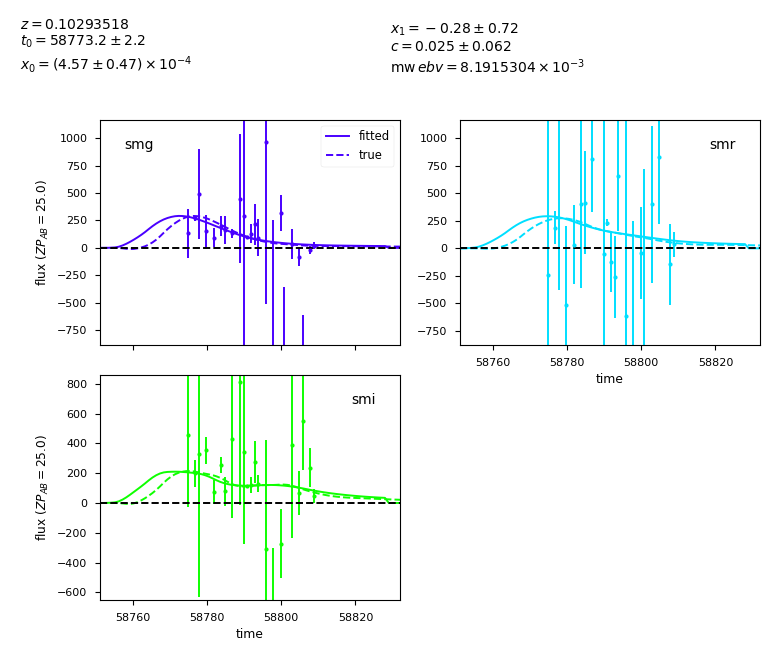 z = 0.10293518
t₀ = 58773.2 ± 2.2
x₀ = (4.57 ± 0.47) × 10⁻⁴
x₁ = −0.28 ± 0.72
c = 0.025 ± 0.062
mw ebv = 8.1915304 × 10⁻³
smg
fitted
true
1000
750
500
250
0
−250
−500
−750
flux (ZP_AB = 25.0)
smr
1000
750
500
250
0
−250
−500
−750
58760 58780 58800 58820
time
smi
800
600
400
200
0
−200
−400
−600
flux (ZP_AB = 25.0)
58760 58780 58800 58820
time